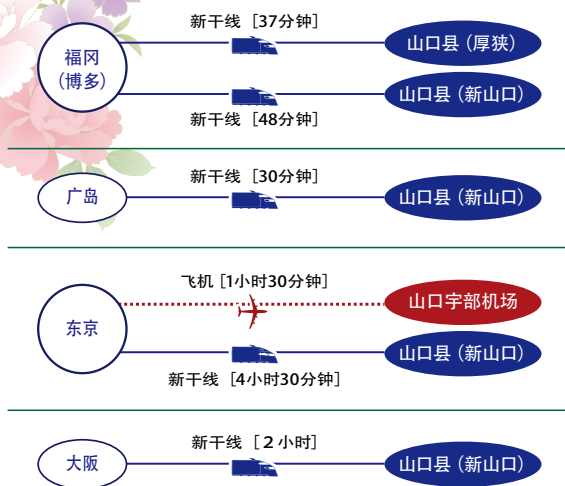 新干线［37分钟］
福冈
（博多）
山口县（厚狭）
山口县（新山口）
新干线［48分钟］
新干线［30分钟］
广岛
山口县（新山口）
飞机［1小时30分钟］
山口宇部机场
东京
山口县（新山口）
新干线［4小时30分钟］
新干线［２小时］
大阪
山口县（新山口）